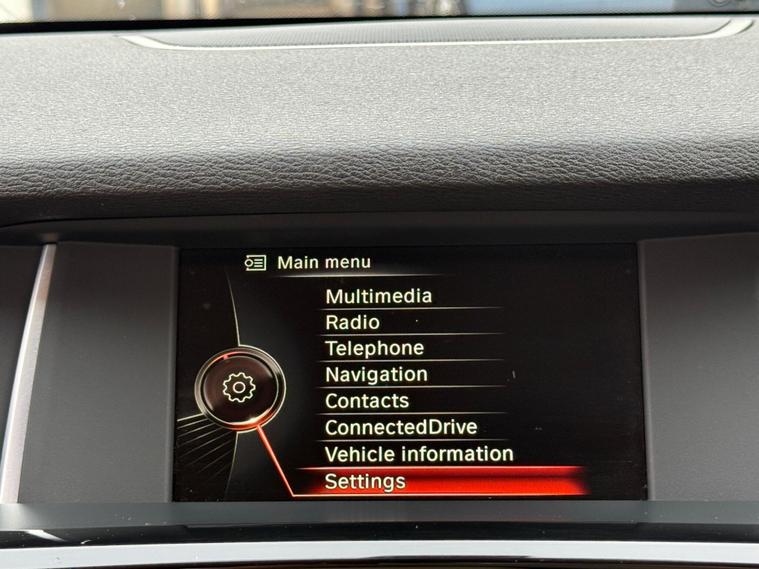 Main menu
Multimedia
Radio
Telephone
Navigation
Contacts
ConnectedDrive
Vehicle information
Settings